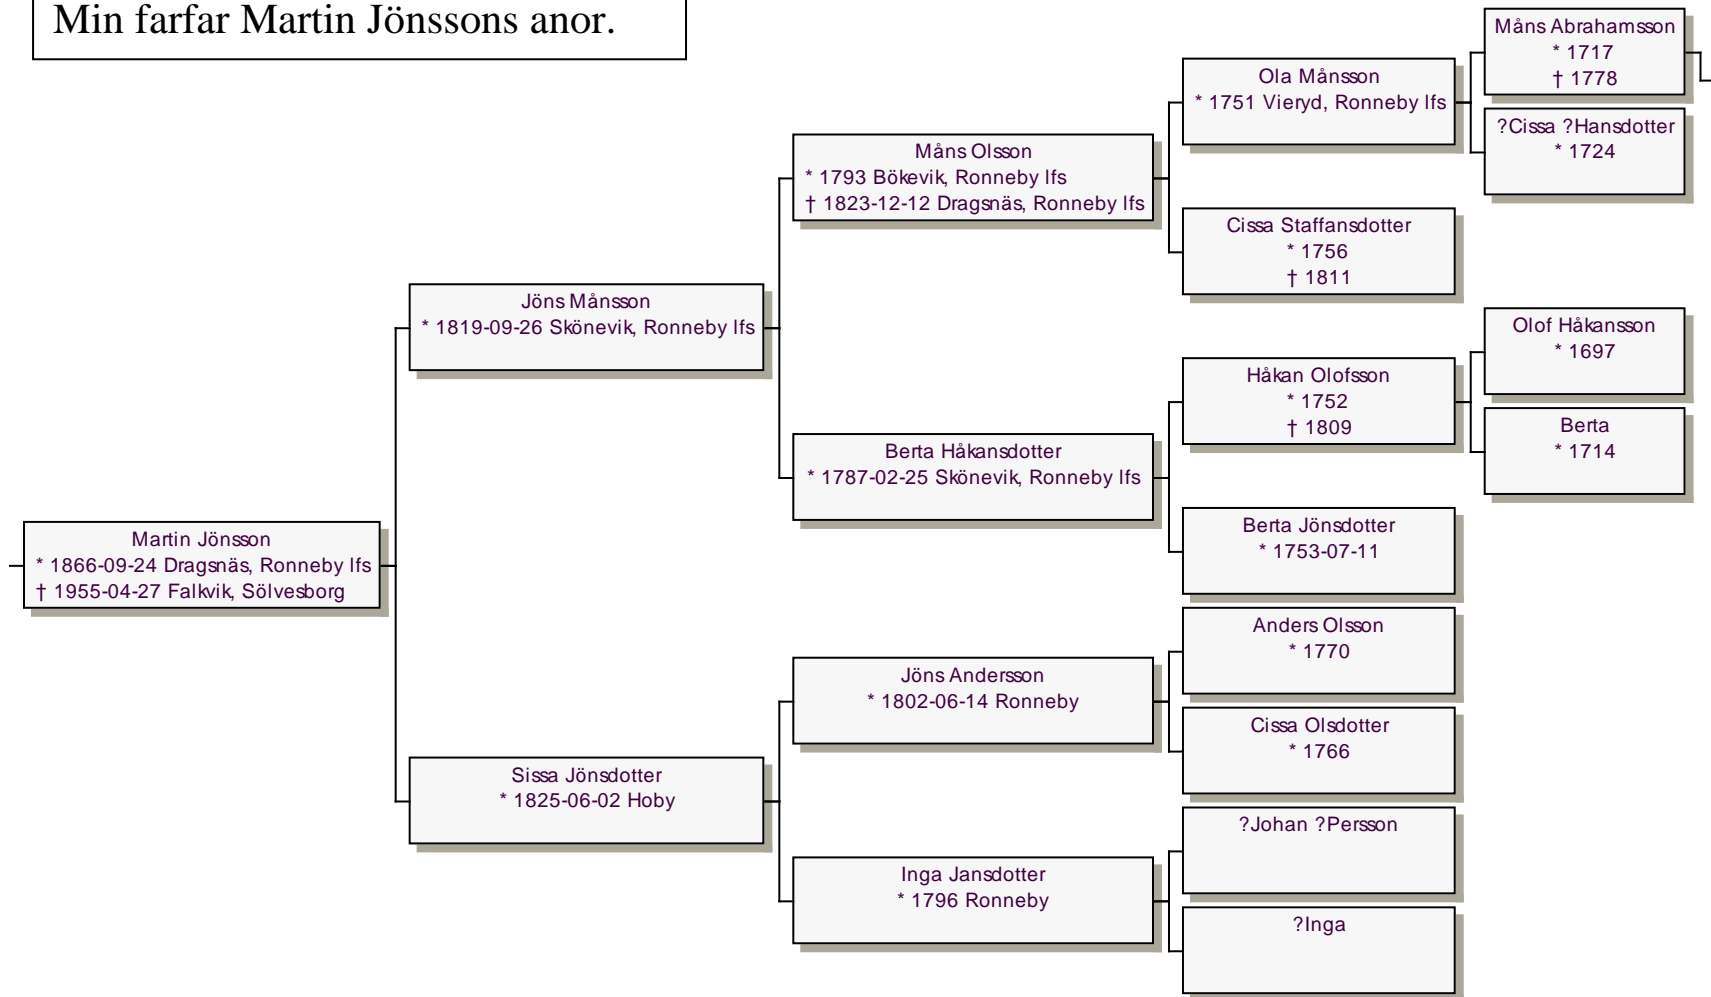 Min farfar Martin Jönssons anor.
Martin Jönsson
* 1866-09-24 Dragsnäs, Ronneby lfs
† 1955-04-27 Falkvik, Sölvesborg
Jöns Månsson
* 1819-09-26 Skönevik, Ronneby lfs
Sissa Jönsdotter
* 1825-06-02 Hoby
Måns Olsson
* 1793 Bökevik, Ronneby lfs
† 1823-12-12 Dragsnäs, Ronneby lfs
Berta Håkansdotter
* 1787-02-25 Skönevik, Ronneby lfs
Jöns Andersson
* 1802-06-14 Ronneby
Inga Jansdotter
* 1796 Ronneby
Ola Månsson
* 1751 Vieryd, Ronneby lfs
Cissa Staffansdotter
* 1756
† 1811
Håkan Olofsson
* 1752
† 1809
Berta Jönsdotter
* 1753-07-11
Anders Olsson
* 1770
Cissa Olsdotter
* 1766
?Johan ?Persson
?Inga
Måns Abrahamsson
* 1717
† 1778
?Cissa ?Hansdotter
* 1724
Olof Håkansson
* 1697
Berta
* 1714